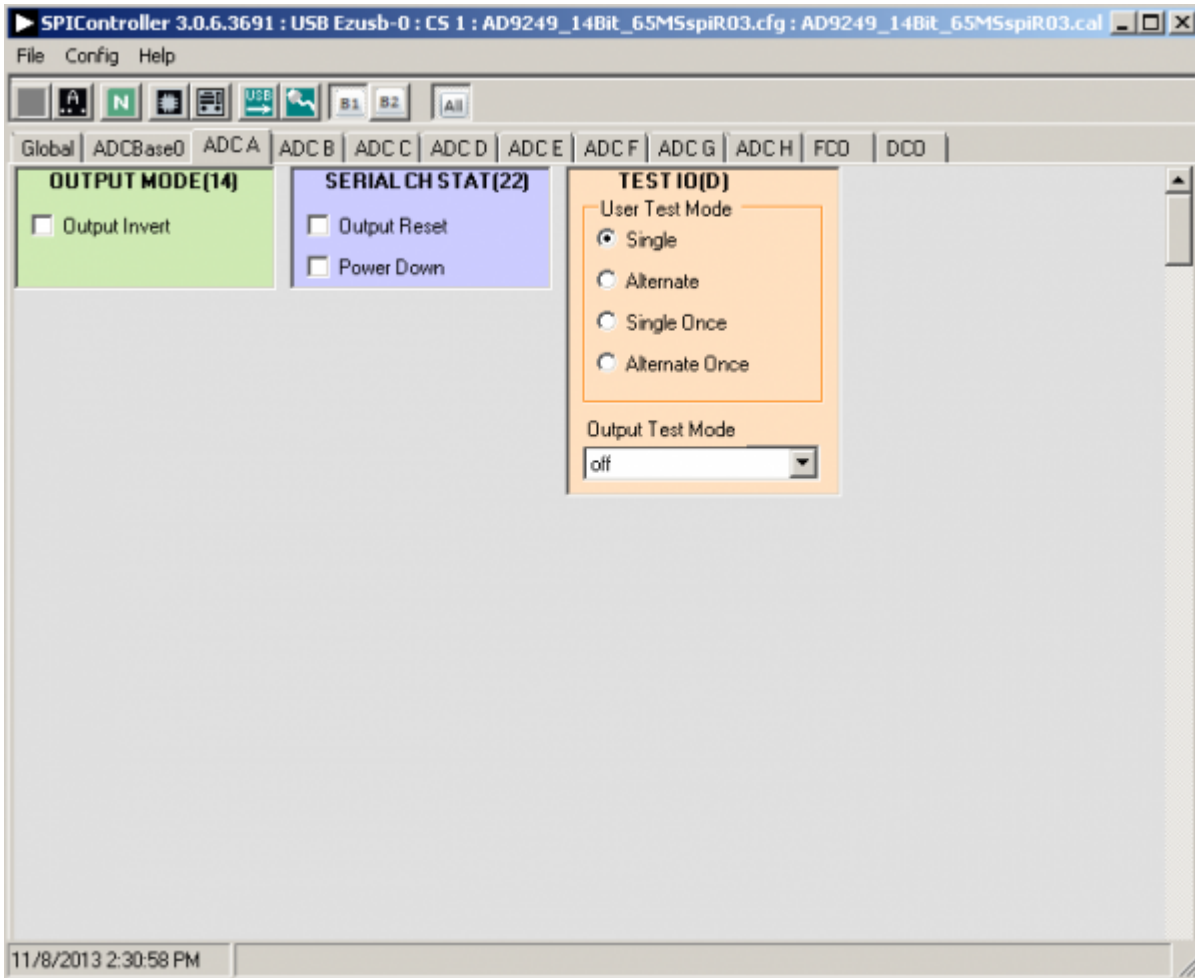 SPIController 3.0.6.3691 : USB Ezusb-0 : CS 1 : AD9249_14Bit_65MSspiR03.cfg : AD9249_14Bit_65MSspiR03.cal
File Config Help
A N USB B1 B2 All
Global ADCBase0 ADC A ADC B ADC C ADC D ADC E ADC F ADC G ADC H FCO DCO
OUTPUT MODE(14)
Output Invert
SERIAL CH STAT(22)
Output Reset
Power Down
TEST IO(D)
User Test Mode
Single
Alternate
Single Once
Alternate Once
Output Test Mode
off
11/8/2013 2:30:58 PM